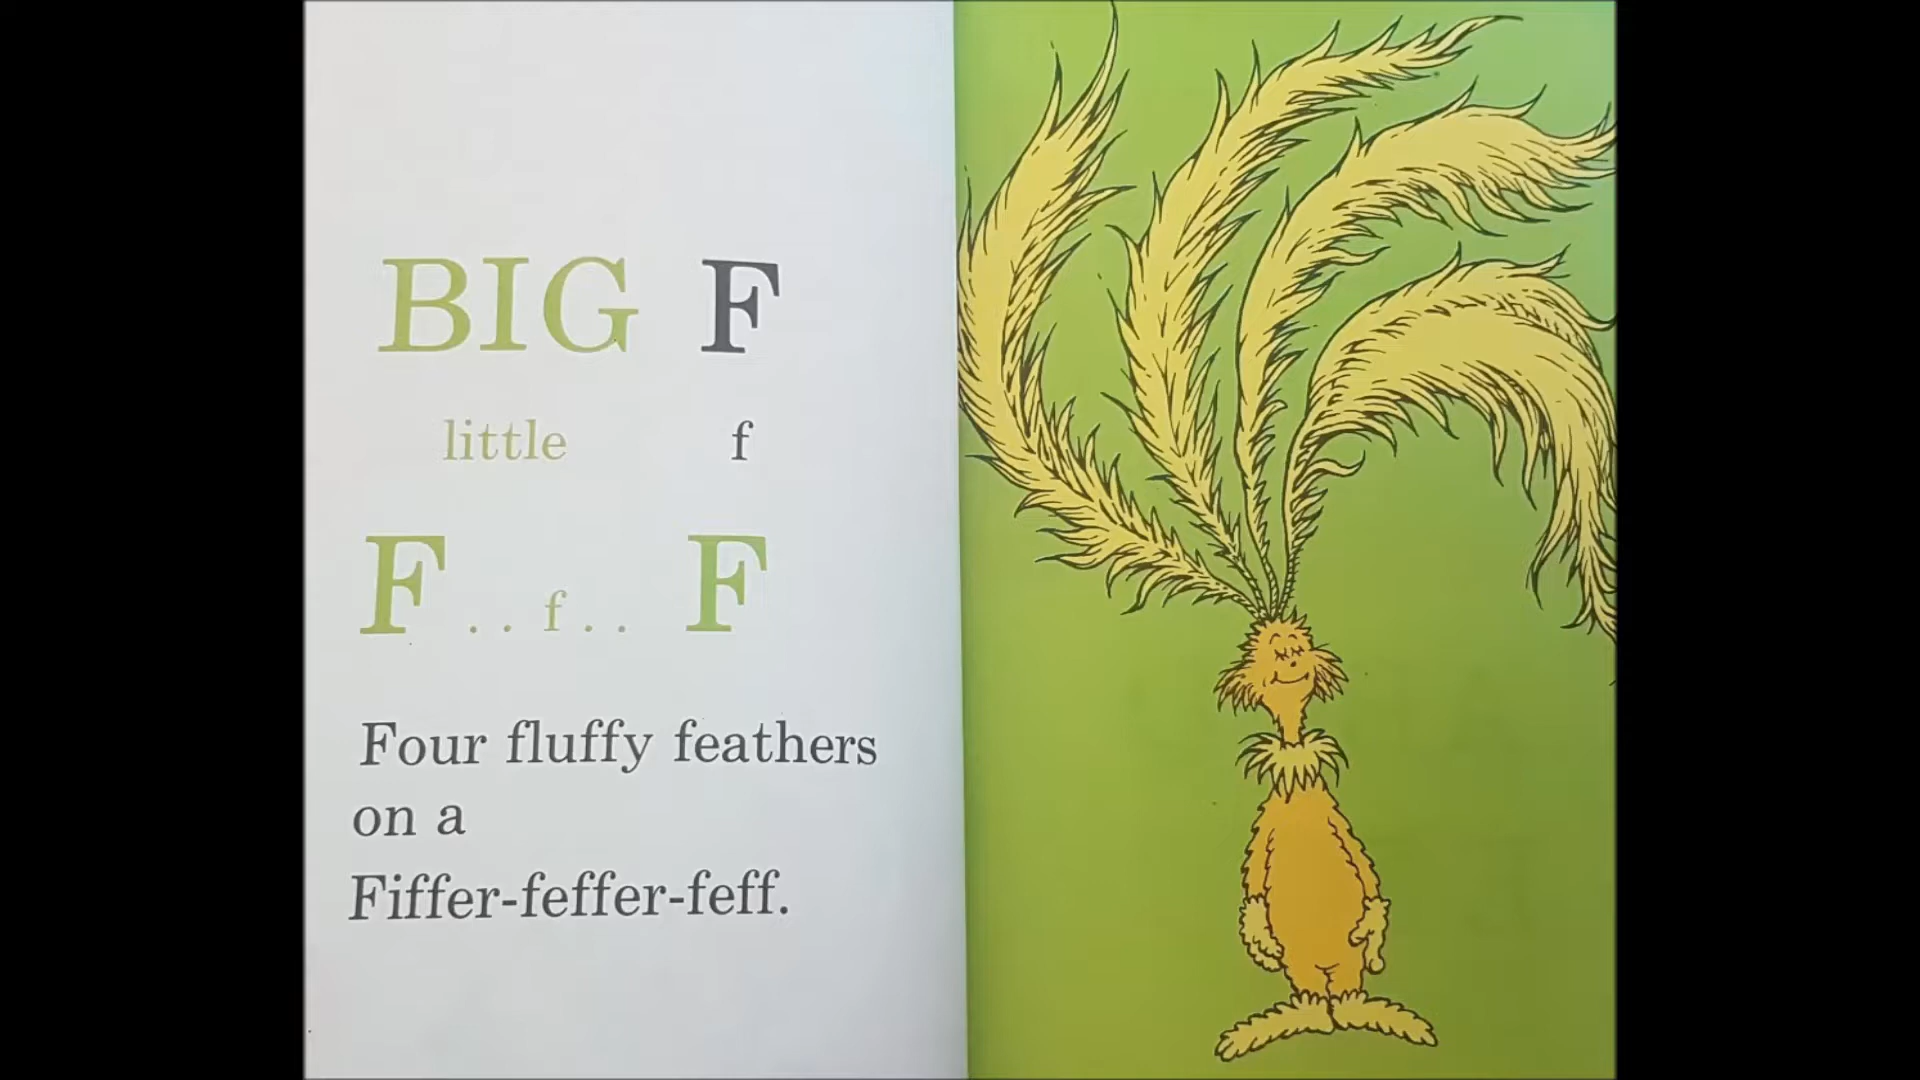 BIG F
little f
F . . f . . F
Four fluffy feathers
on a
Fiffer-feffer-feff.